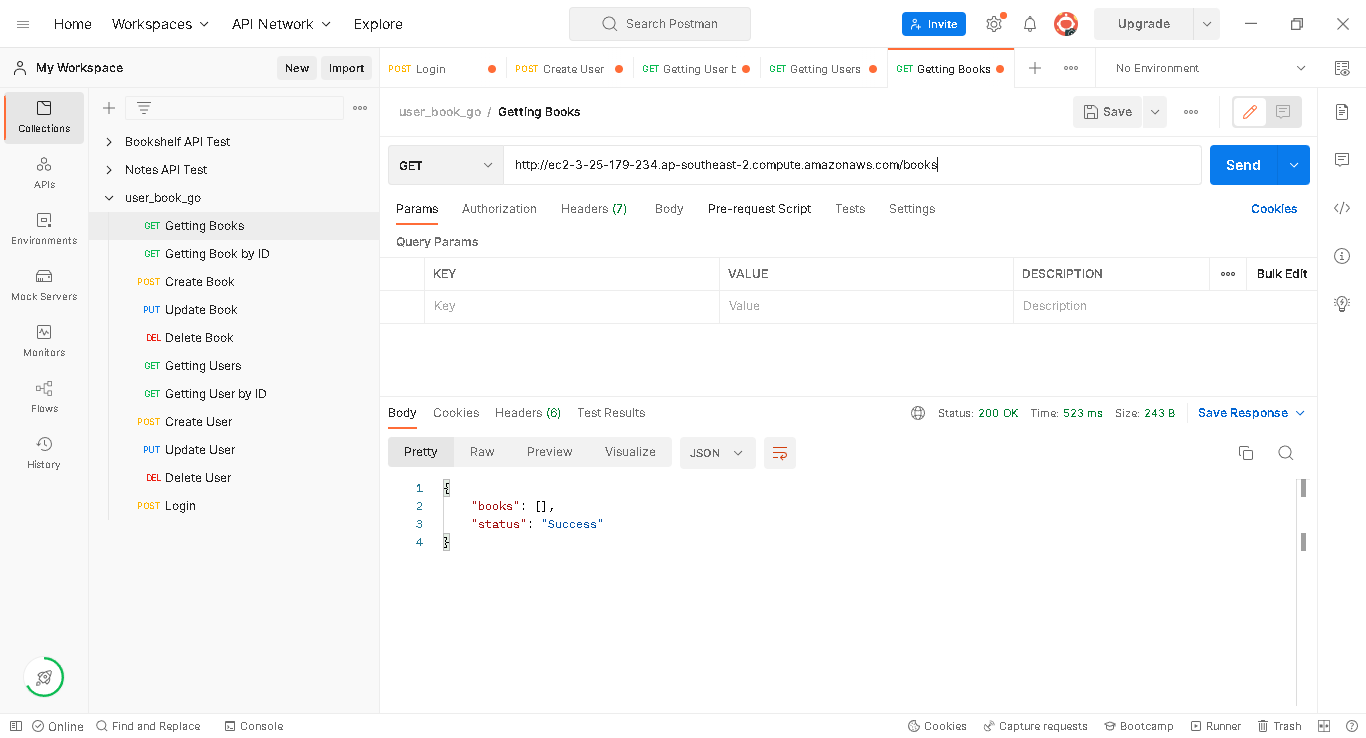 Home Workspaces API Network Explore Search Postman Invite Upgrade
My Workspace New Import POST Login POST Create User GET Getting User b GET Getting Users GET Getting Books No Environment
user_book_go / Getting Books Save
GET http://ec2-3-25-179-234.ap-southeast-2.compute.amazonaws.com/books Send
Params Authorization Headers (7) Body Pre-request Script Tests Settings Cookies
Query Params
KEY VALUE DESCRIPTION Bulk Edit
Key Value Description
Collections
APIs
Environments
Mock Servers
Monitors
Flows
History
Bookshelf API Test
Notes API Test
user_book_go
GET Getting Books
GET Getting Book by ID
POST Create Book
PUT Update Book
DEL Delete Book
GET Getting Users
GET Getting User by ID
POST Create User
PUT Update User
DEL Delete User
POST Login
Body Cookies Headers (6) Test Results Status: 200 OK Time: 523 ms Size: 243 B Save Response
Pretty Raw Preview Visualize JSON
1 {
2 "books": [],
3 "status": "Success"
4 }
Online Find and Replace Console Cookies Capture requests Bootcamp Runner Trash